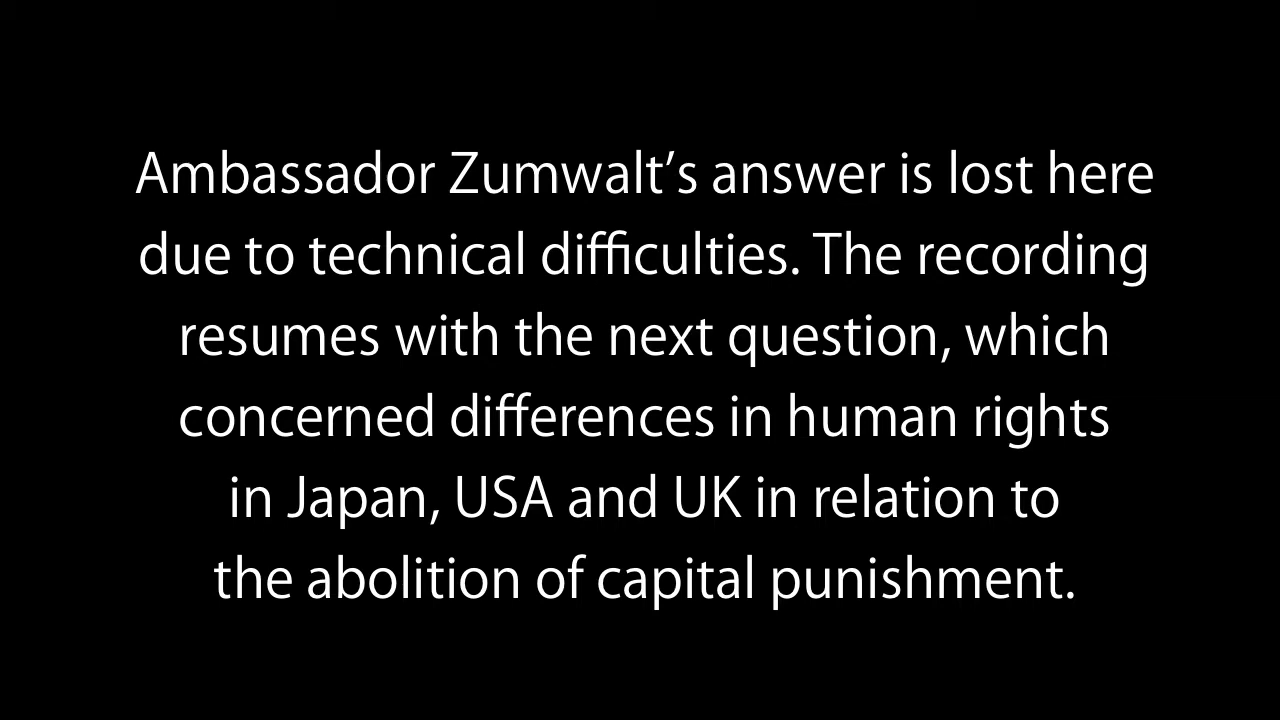 Ambassador Zumwalt’s answer is lost here
due to technical difficulties. The recording
resumes with the next question, which
concerned differences in human rights
in Japan, USA and UK in relation to
the abolition of capital punishment.